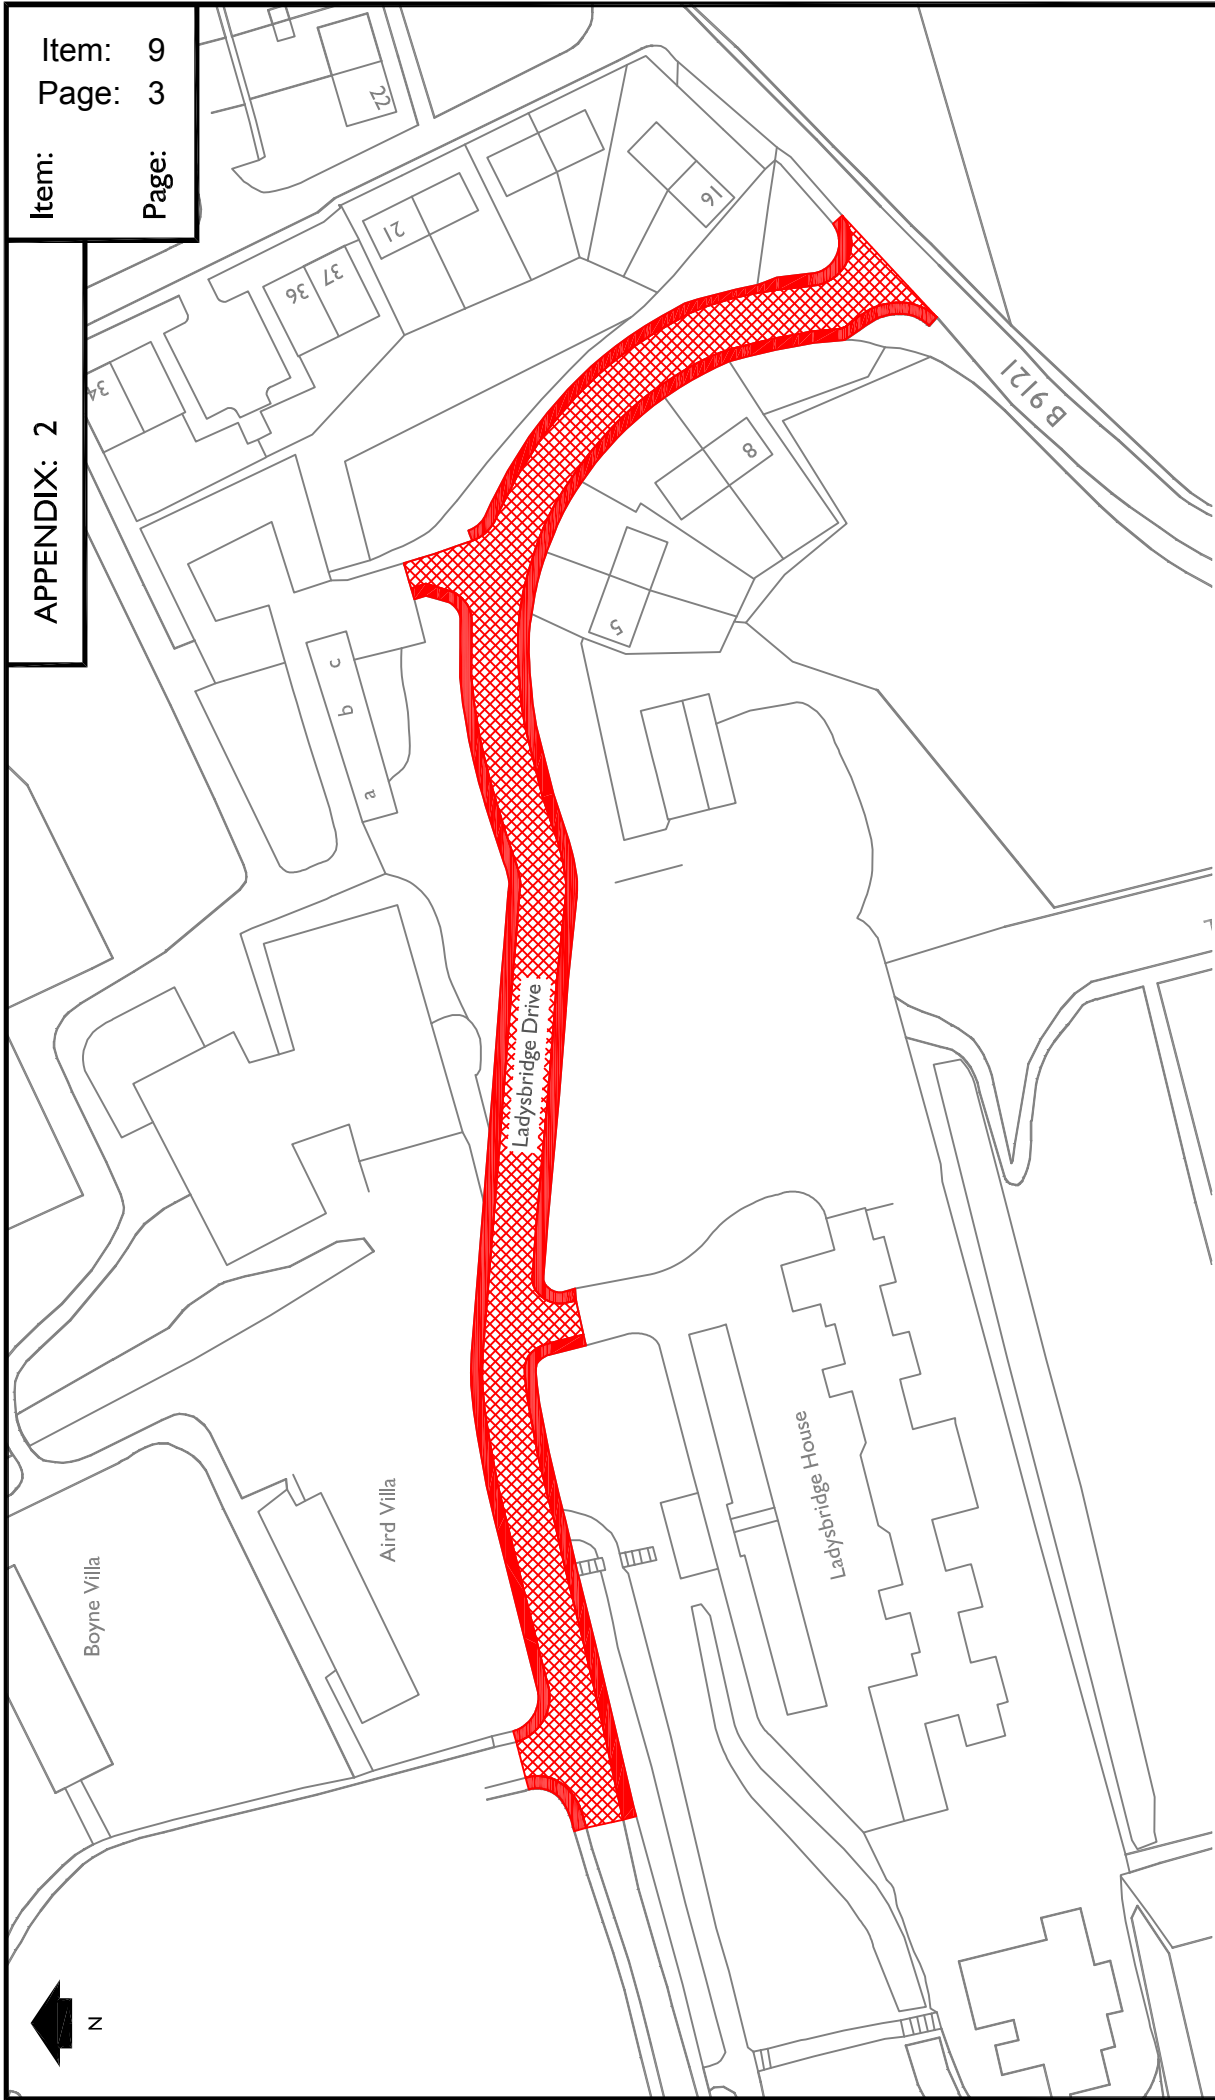 Item: 9
Page: 3
Item:
Page:
APPENDIX: 2
22
21
37
36
34
16
B 9121
8
5
a b c
Ladysbridge Drive
Ladysbridge House
Aird Villa
Boyne Villa
N